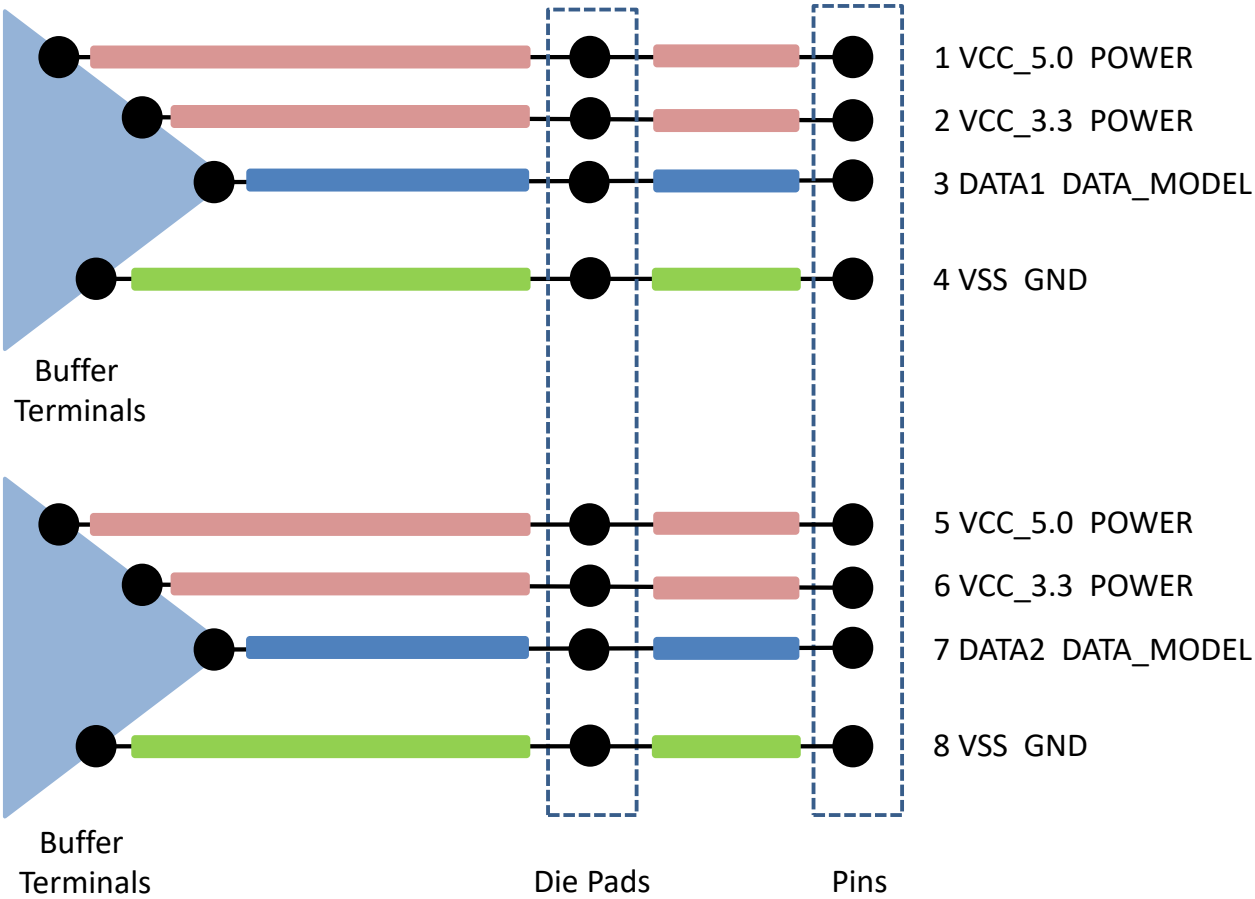 1 VCC_5.0 POWER
2 VCC_3.3 POWER
3 DATA1 DATA_MODEL
4 VSS GND
Buffer
Terminals
5 VCC_5.0 POWER
6 VCC_3.3 POWER
7 DATA2 DATA_MODEL
8 VSS GND
Buffer
Terminals
Die Pads
Pins